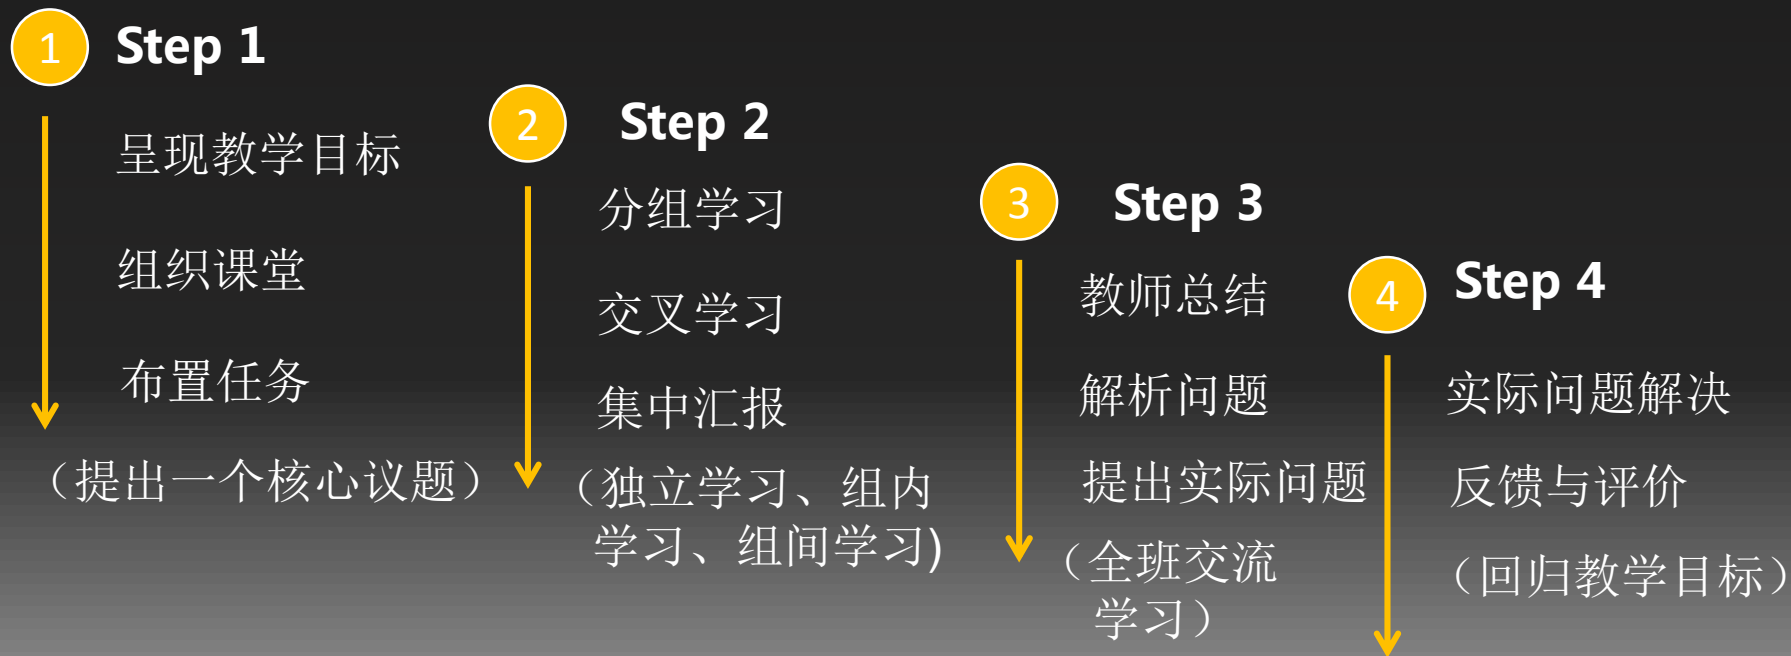 1
Step 1
呈现教学目标
组织课堂
布置任务
（提出一个核心议题）
2
Step 2
分组学习
交叉学习
集中汇报
（独立学习、组内
学习、组间学习)
3
Step 3
教师总结
解析问题
提出实际问题
（全班交流
学习）
4
Step 4
实际问题解决
反馈与评价
（回归教学目标）